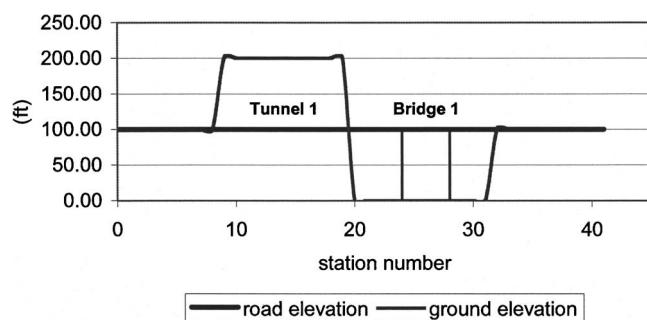 250.00
200.00
150.00
100.00
50.00
0.00
(ft)
Tunnel 1 Bridge 1
0 10 20 30 40
station number
road elevation ground elevation